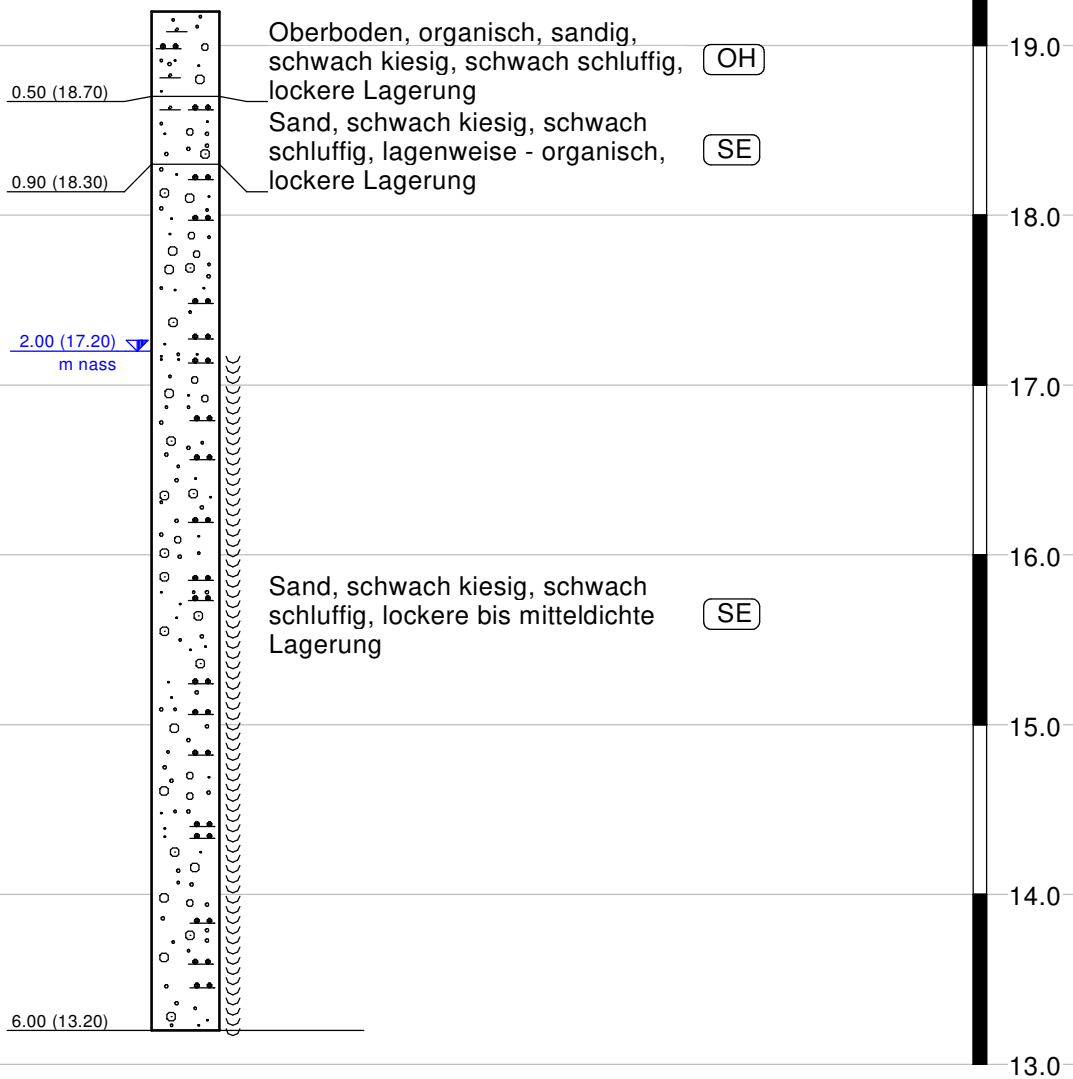 Oberboden, organisch, sandig,
schwach kiesig, schwach schluffig,
lockere Lagerung
OH
19.0
0.50 (18.70)
Sand, schwach kiesig, schwach
schluffig, lagenweise - organisch,
lockere Lagerung
SE
0.90 (18.30)
18.0
2.00 (17.20)
m nass
17.0
16.0
Sand, schwach kiesig, schwach
schluffig, lockere bis mitteldichte
Lagerung
SE
15.0
14.0
6.00 (13.20)
13.0